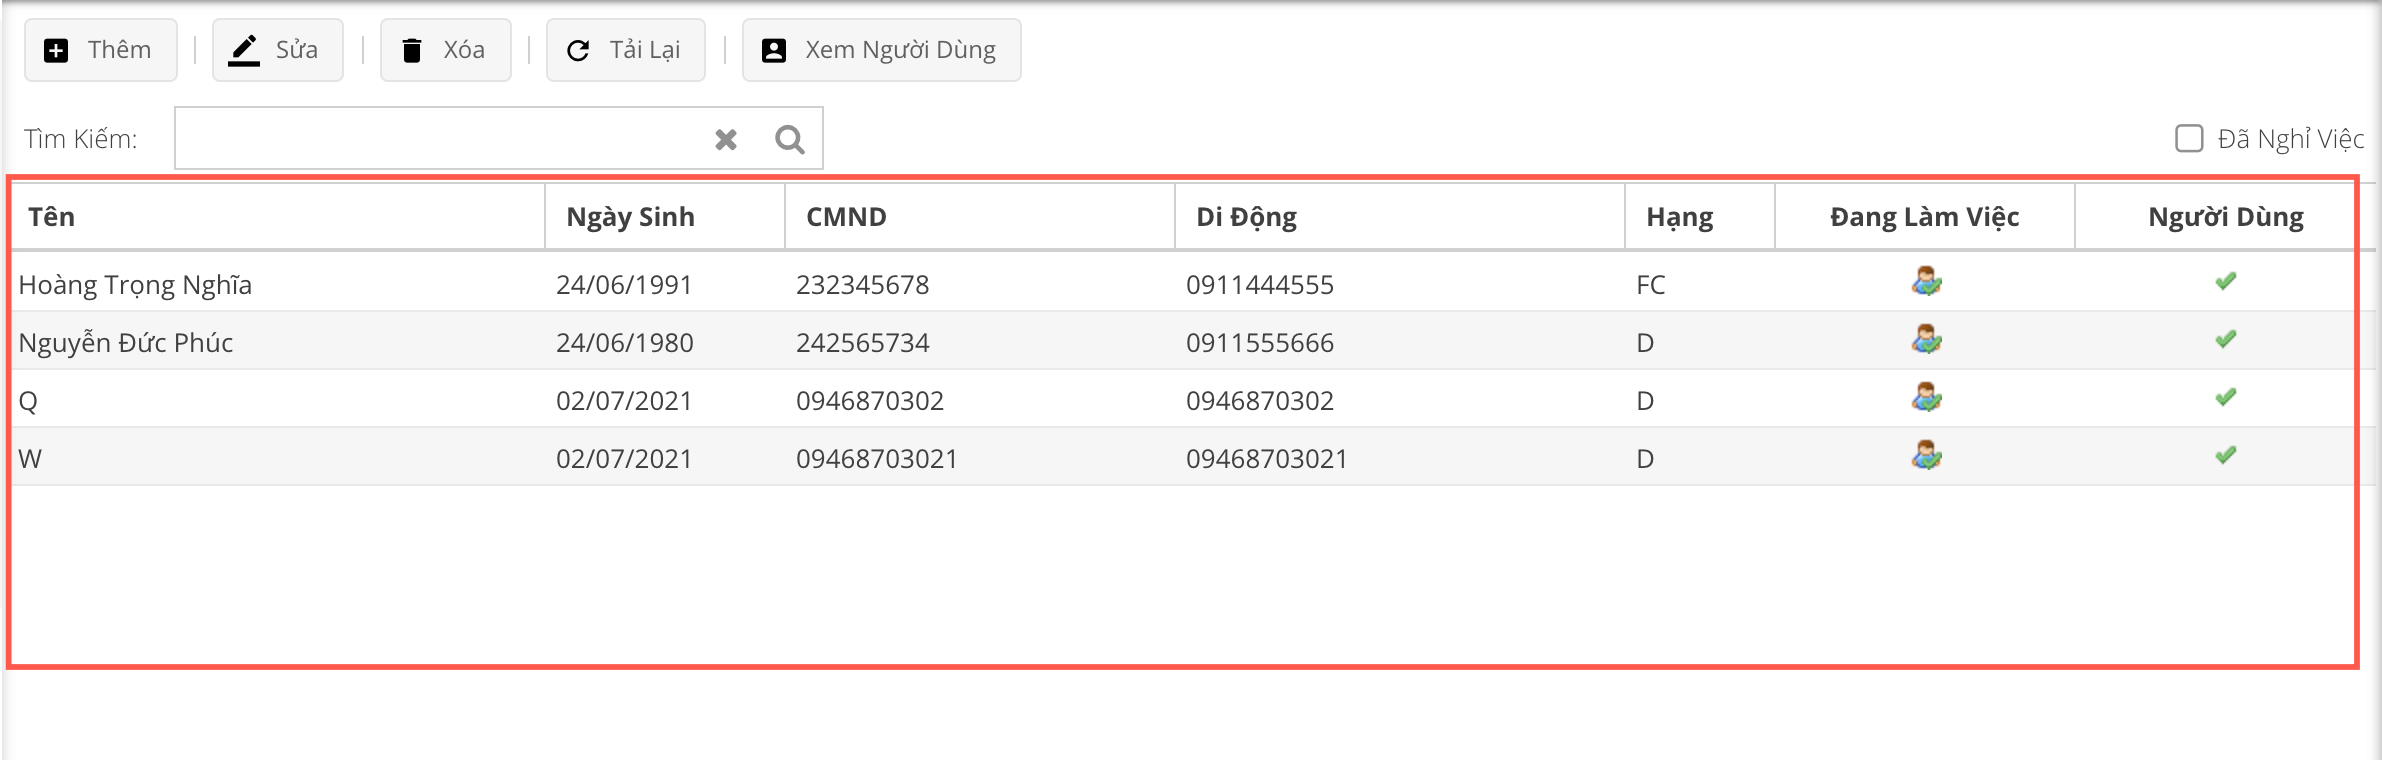 Thêm Sửa Xóa Tải Lại Xem Người Dùng
Tìm Kiếm: Đã Nghỉ Việc
Tên Ngày Sinh CMND Di Động Hạng Đang Làm Việc Người Dùng
Hoàng Trọng Nghĩa 24/06/1991 232345678 0911444555 FC
Nguyễn Đức Phúc 24/06/1980 242565734 0911555666 D
Q 02/07/2021 0946870302 0946870302 D
W 02/07/2021 09468703021 09468703021 D